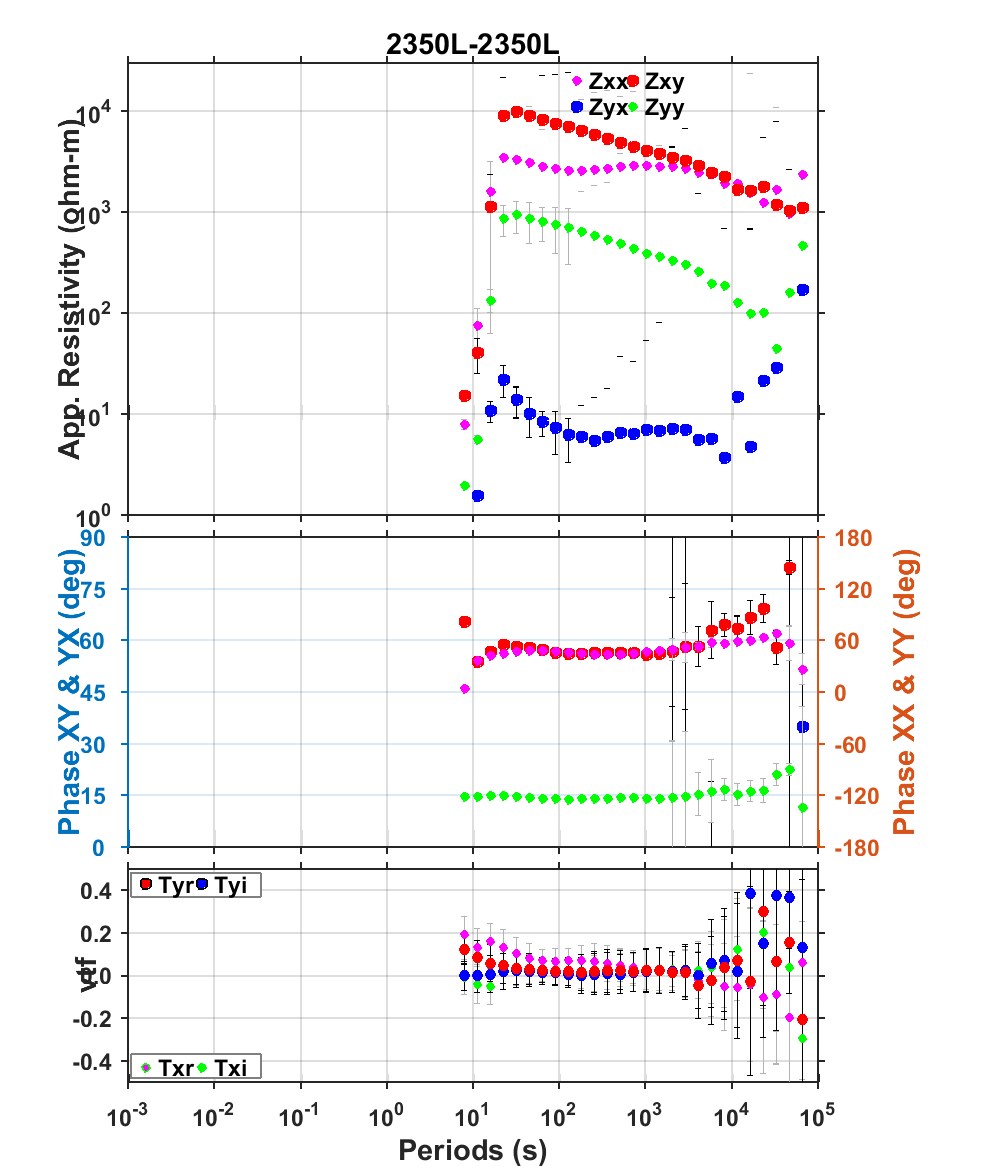 2350L-2350L
Zxx Zxy
Zyx Zyy
App. Resistivity (ohm-m)
10^4
10^3
10^2
10^1
10^0
Phase XY & YX (deg)
90
75
60
45
30
15
0
180
120
60
0
-60
-120
-180
Phase XX & YY (deg)
Tyr Tyi
vtf
0.4
0.2
0.0
-0.2
-0.4
Txr Txi
10^-3 10^-2 10^-1 10^0 10^1 10^2 10^3 10^4 10^5
Periods (s)